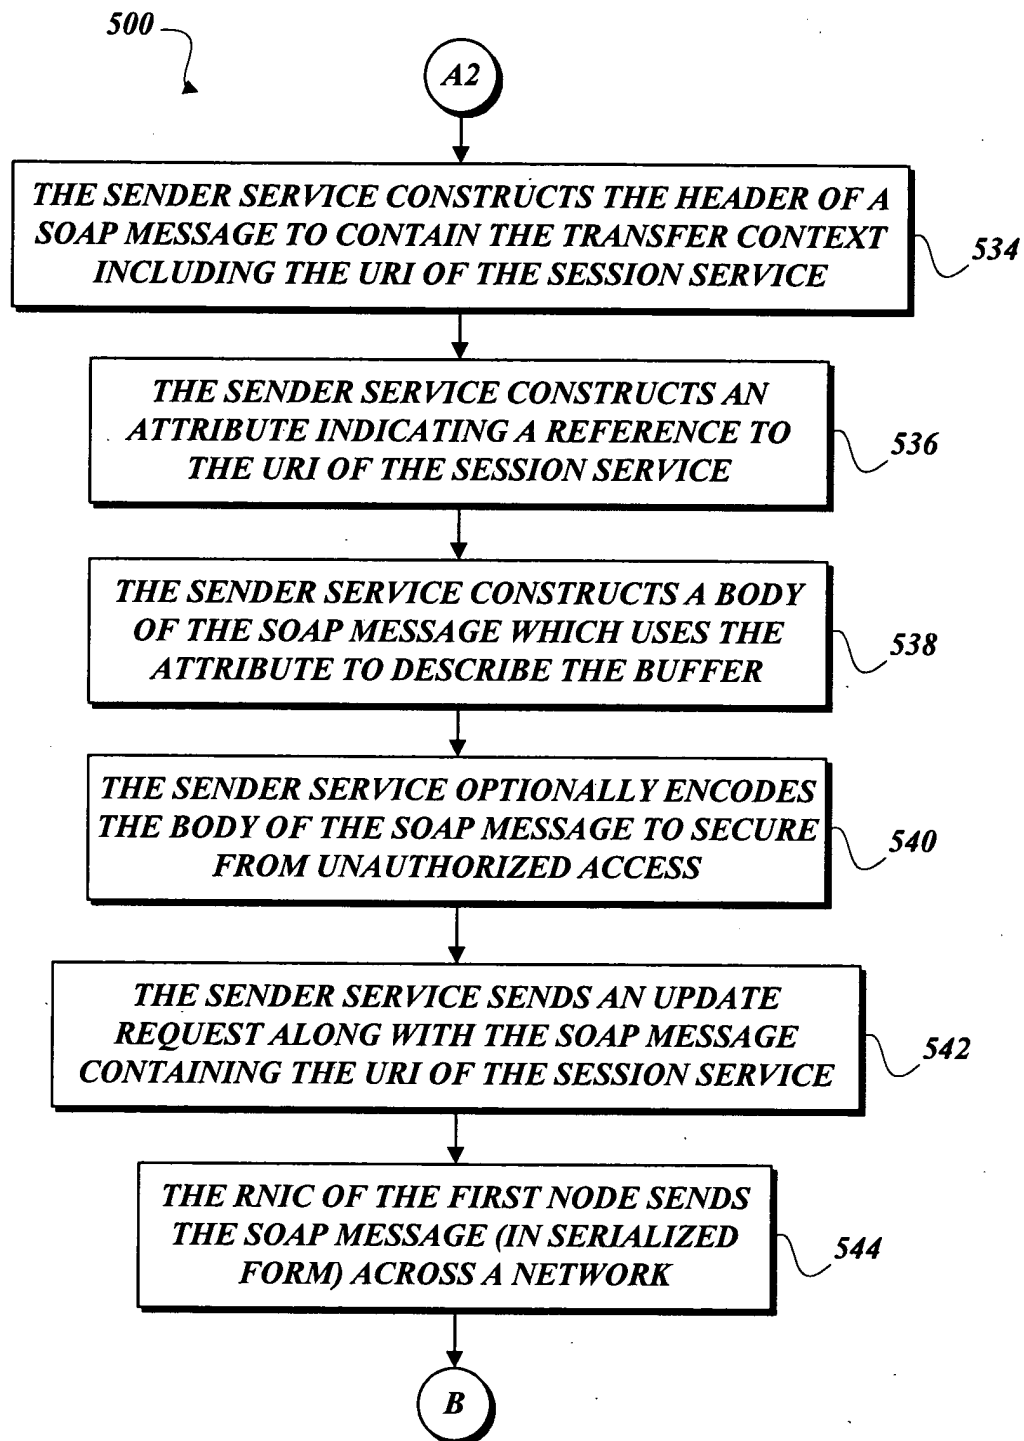 500
A2
THE SENDER SERVICE CONSTRUCTS THE HEADER OF A
SOAP MESSAGE TO CONTAIN THE TRANSFER CONTEXT
INCLUDING THE URI OF THE SESSION SERVICE
534
THE SENDER SERVICE CONSTRUCTS AN
ATTRIBUTE INDICATING A REFERENCE TO
THE URI OF THE SESSION SERVICE
536
THE SENDER SERVICE CONSTRUCTS A BODY
OF THE SOAP MESSAGE WHICH USES THE
ATTRIBUTE TO DESCRIBE THE BUFFER
538
THE SENDER SERVICE OPTIONALLY ENCODES
THE BODY OF THE SOAP MESSAGE TO SECURE
FROM UNAUTHORIZED ACCESS
540
THE SENDER SERVICE SENDS AN UPDATE
REQUEST ALONG WITH THE SOAP MESSAGE
CONTAINING THE URI OF THE SESSION SERVICE
542
THE RNIC OF THE FIRST NODE SENDS
THE SOAP MESSAGE (IN SERIALIZED
FORM) ACROSS A NETWORK
544
B